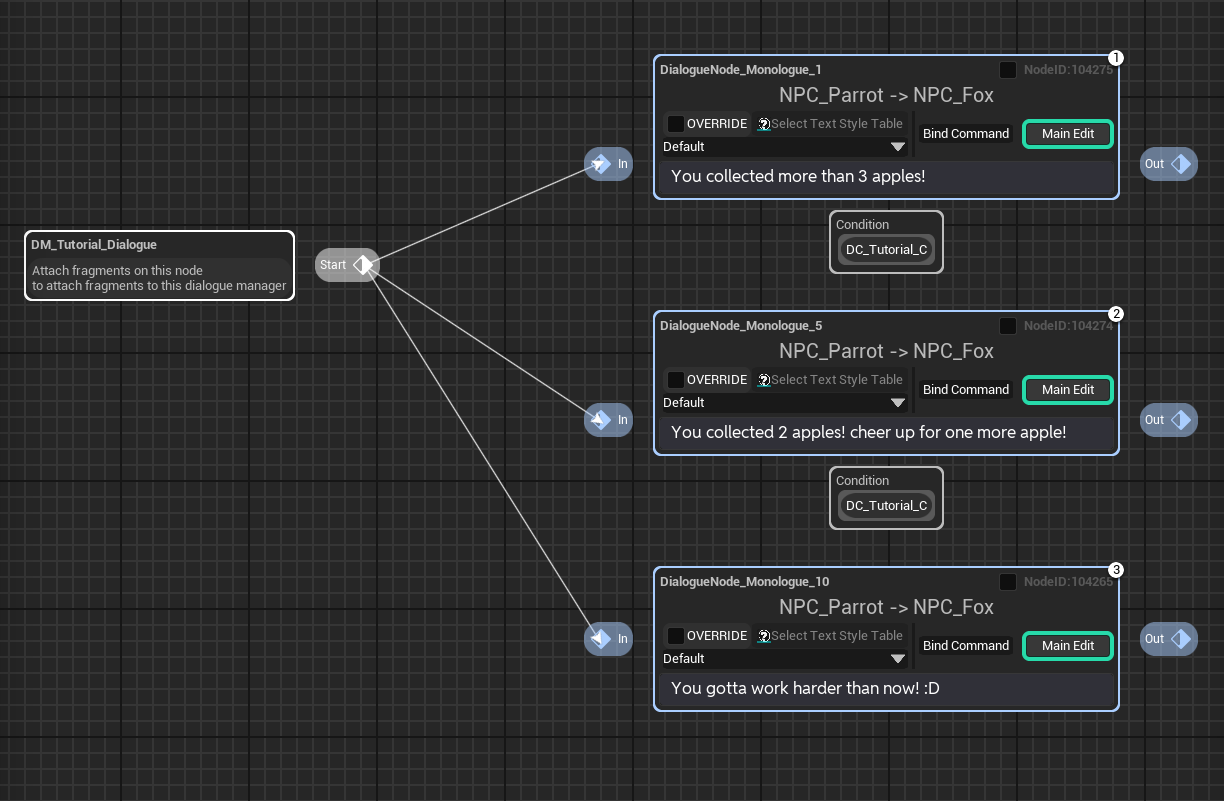 DM_Tutorial_Dialogue
Attach fragments on this node
to attach fragments to this dialogue manager
Start
1
DialogueNode_Monologue_1
NodeID:104275
NPC_Parrot -> NPC_Fox
OVERRIDE
Select Text Style Table
Default
Bind Command
Main Edit
In
Out
You collected more than 3 apples!
Condition
DC_Tutorial_C
2
DialogueNode_Monologue_5
NodeID:104274
NPC_Parrot -> NPC_Fox
OVERRIDE
Select Text Style Table
Default
Bind Command
Main Edit
In
Out
You collected 2 apples! cheer up for one more apple!
Condition
DC_Tutorial_C
3
DialogueNode_Monologue_10
NodeID:104265
NPC_Parrot -> NPC_Fox
OVERRIDE
Select Text Style Table
Default
Bind Command
Main Edit
In
Out
You gotta work harder than now! :D